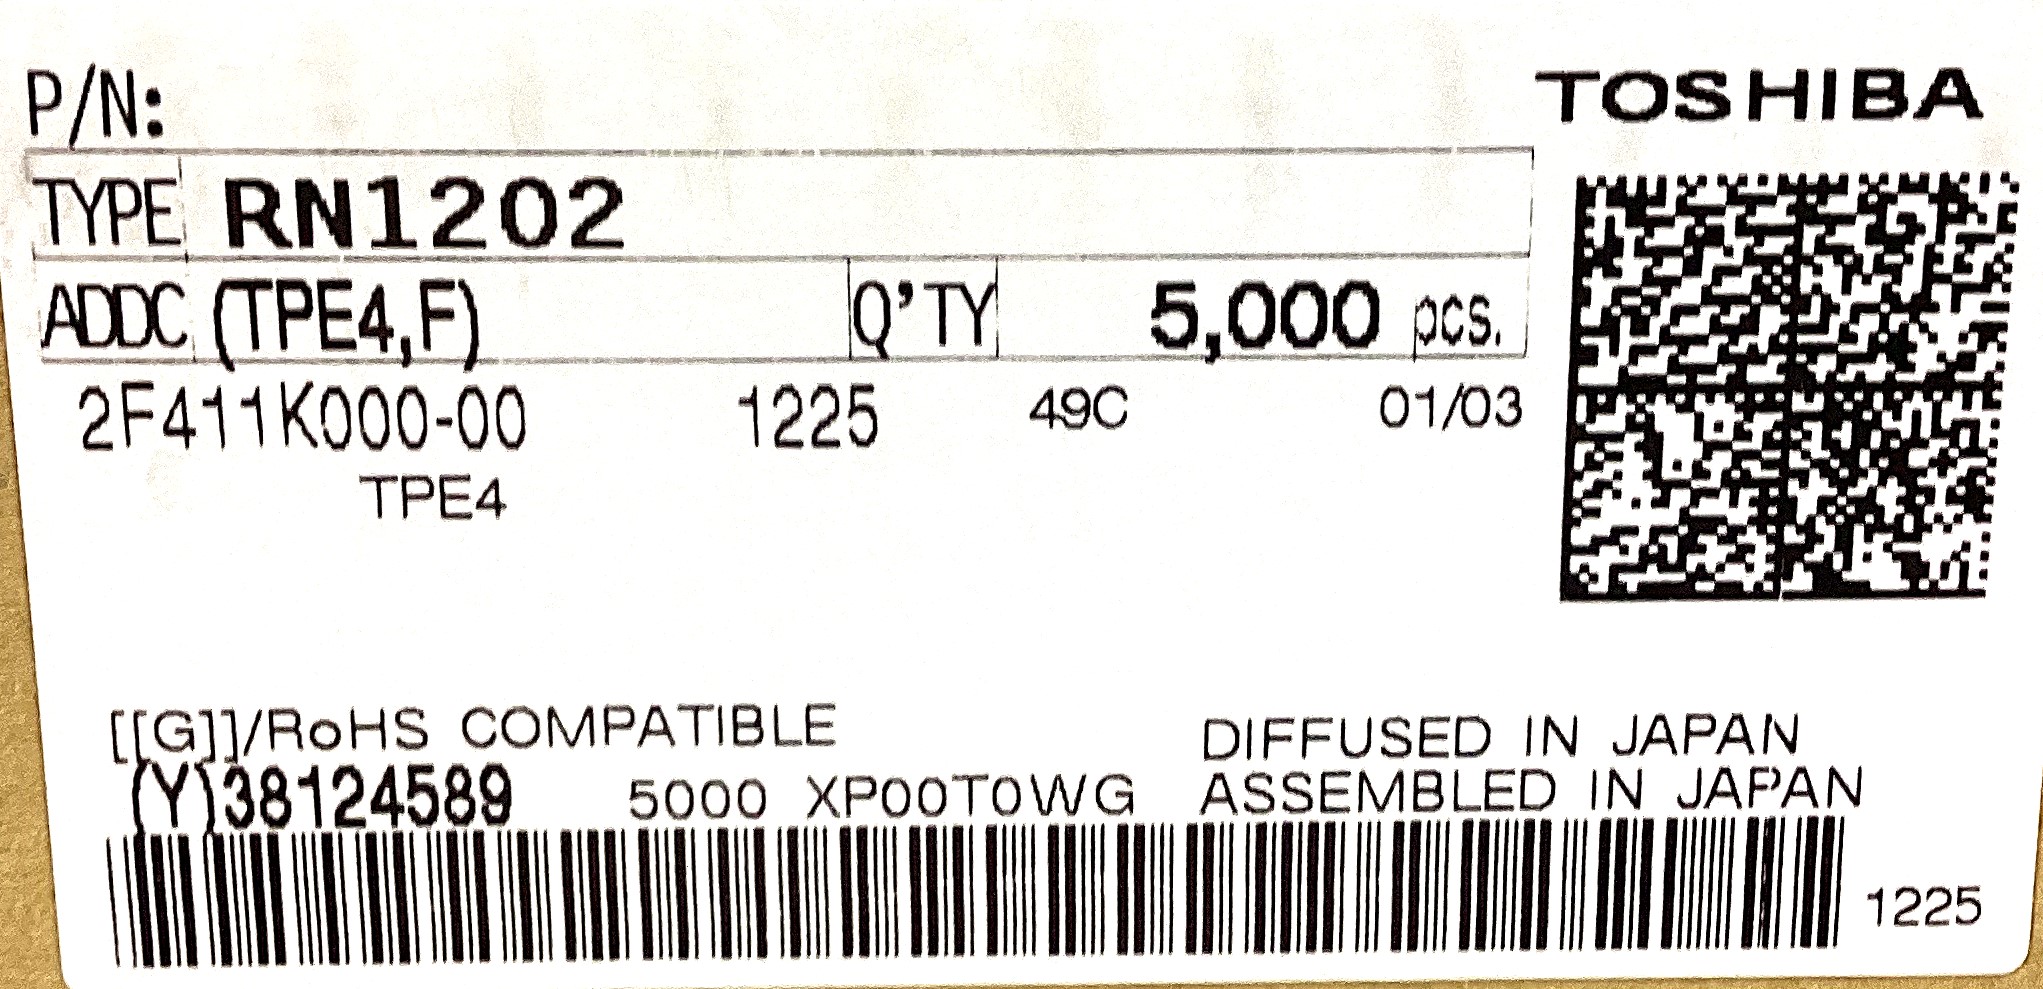 P/N:
TOSHIBA
TYPE RN1202
ADDC (TPE4,F) Q'TY 5,000 pcs.
2F411K000-00 1225 49C 01/03
TPE4
[[G]]/RoHS COMPATIBLE DIFFUSED IN JAPAN
(Y)38124589 5000 XP00T0WG ASSEMBLED IN JAPAN
1225